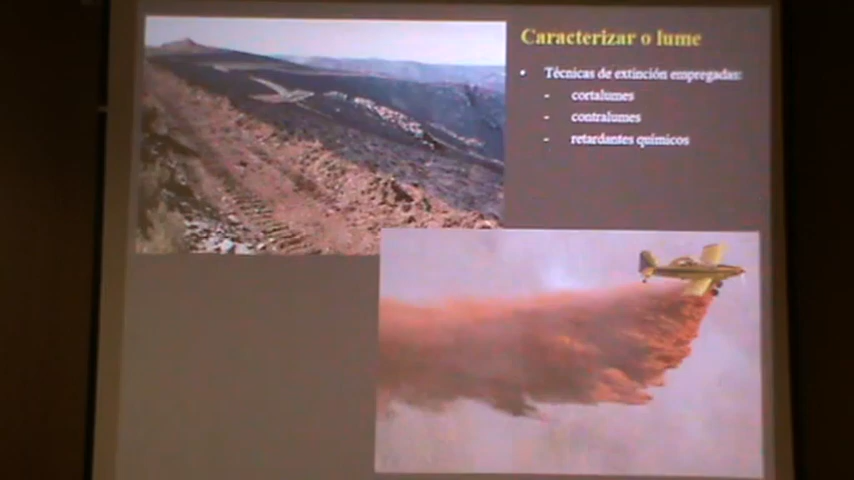 Caracterizar o lume
• Técnicas de extinción empregadas:
- cortalumes
- contralumes
- retardantes químicos